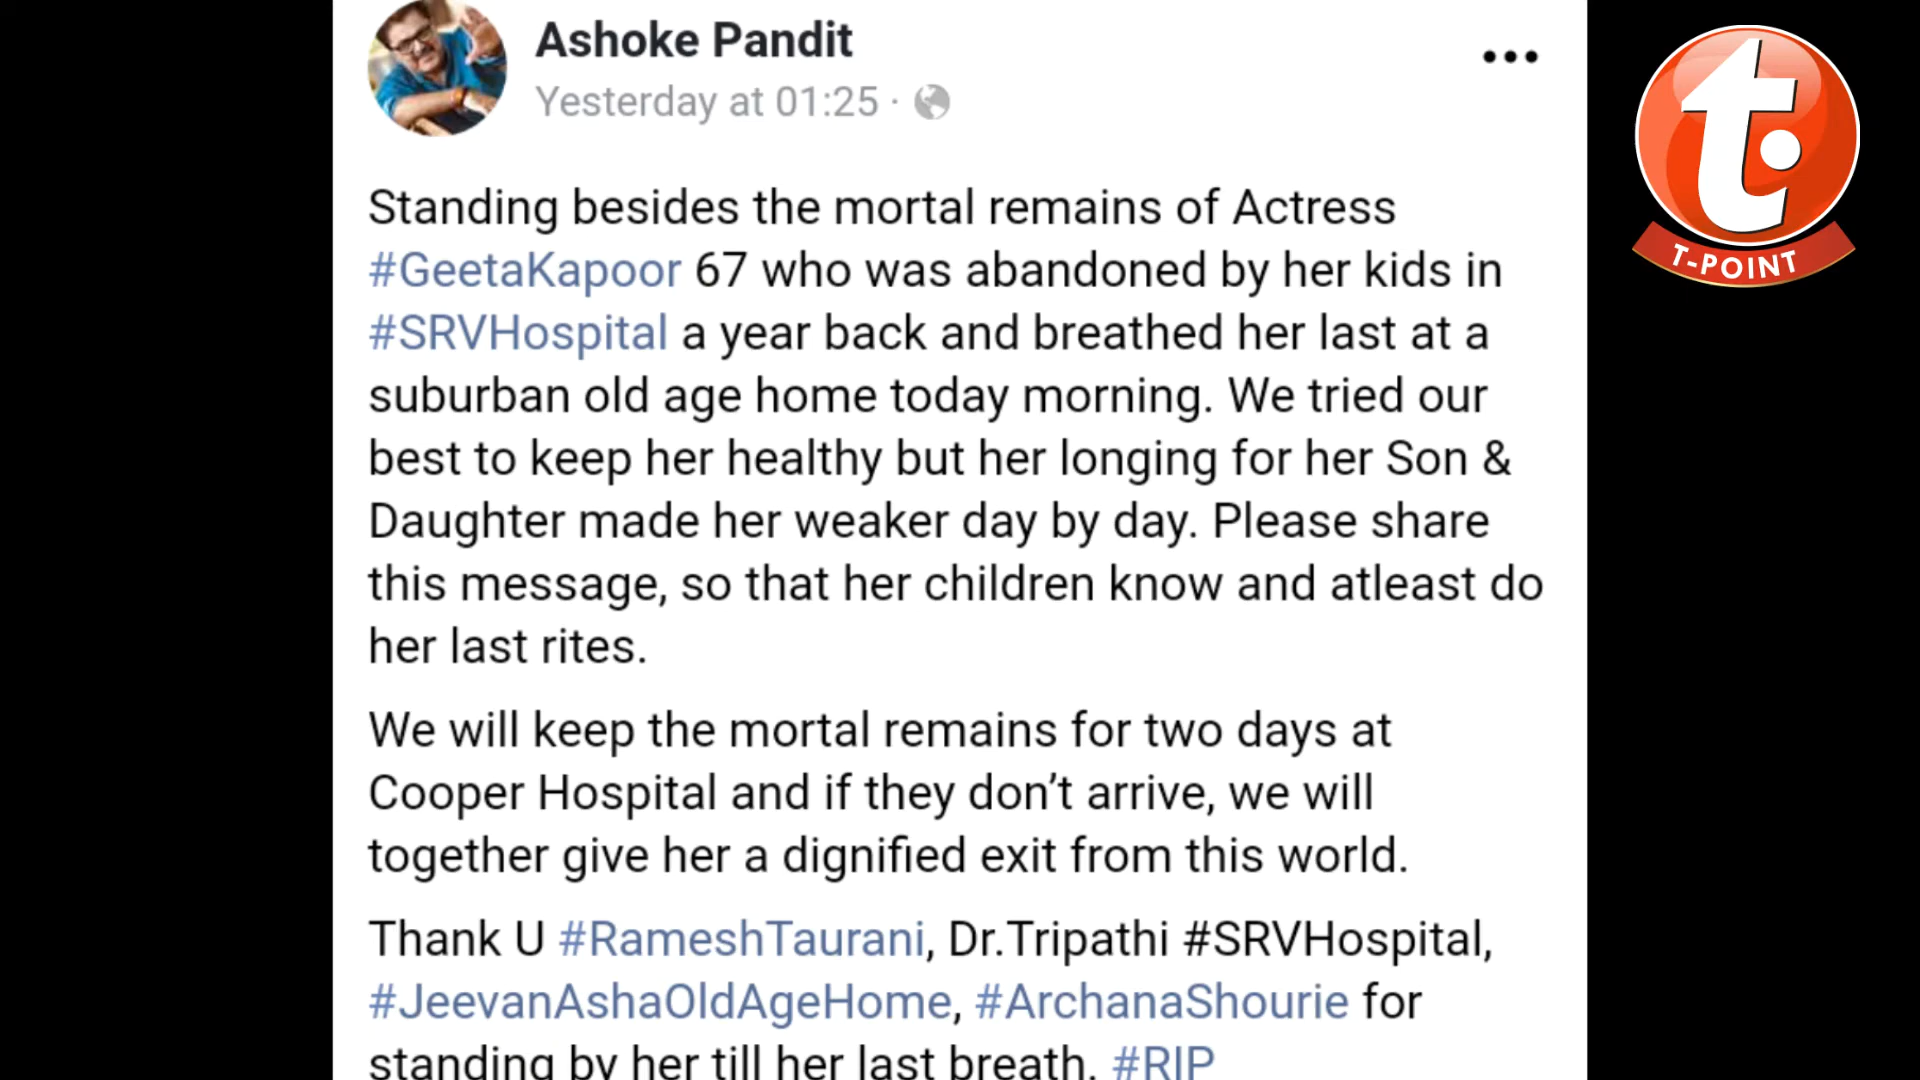 Ashoke Pandit
Yesterday at 01:25 ·
Standing besides the mortal remains of Actress
#GeetaKapoor 67 who was abandoned by her kids in
#SRVHospital a year back and breathed her last at a
suburban old age home today morning. We tried our
best to keep her healthy but her longing for her Son &
Daughter made her weaker day by day. Please share
this message, so that her children know and atleast do
her last rites.
We will keep the mortal remains for two days at
Cooper Hospital and if they don’t arrive, we will
together give her a dignified exit from this world.
Thank U #RameshTaurani, Dr.Tripathi #SRVHospital,
#JeevanAshaOldAgeHome, #ArchanaShourie for
standing by her till her last breath. #RIP
t.
T-POINT